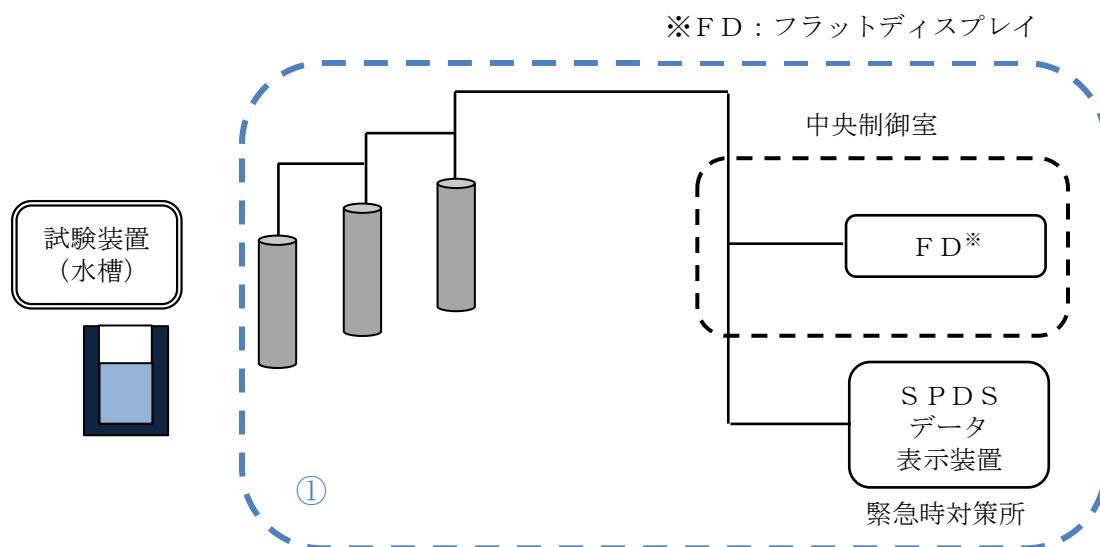 ※ＦＤ：フラットディスプレイ
中央制御室
試験装置
（水槽）
ＦＤ※
ＳＰＤＳ
データ
表示装置
①
緊急時対策所